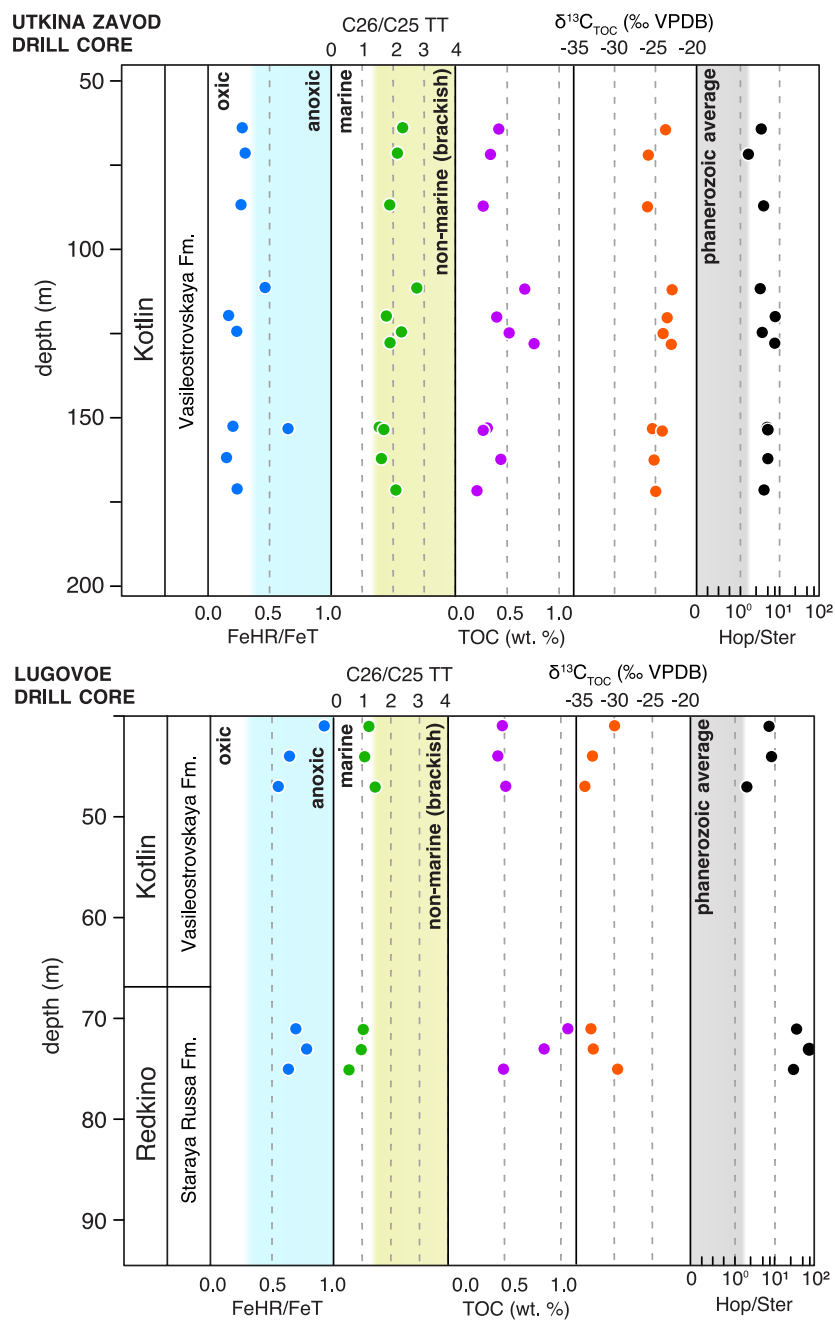 UTKINA ZAVOD
DRILL CORE
C26/C25 TT
0 1 2 3 4
δ¹³C_TOC (‰ VPDB)
-35 -30 -25 -20
oxic
anoxic
marine
non-marine (brackish)
phanerozoic average
depth (m)
50
100
150
200
Kotlin
Vasileostrovskaya Fm.
0.0 0.5 1.0
FeHR/FeT
0.0 0.5 1.0
TOC (wt. %)
0 10⁰ 10¹ 10²
Hop/Ster
LUGOVOE
DRILL CORE
C26/C25 TT
0 1 2 3 4
δ¹³C_TOC (‰ VPDB)
-35 -30 -25 -20
oxic
anoxic
marine
non-marine (brackish)
phanerozoic average
depth (m)
50
60
70
80
90
Kotlin
Vasileostrovskaya Fm.
Redkino
Staraya Russa Fm.
0.0 0.5 1.0
FeHR/FeT
0.0 0.5 1.0
TOC (wt. %)
0 10⁰ 10¹ 10²
Hop/Ster